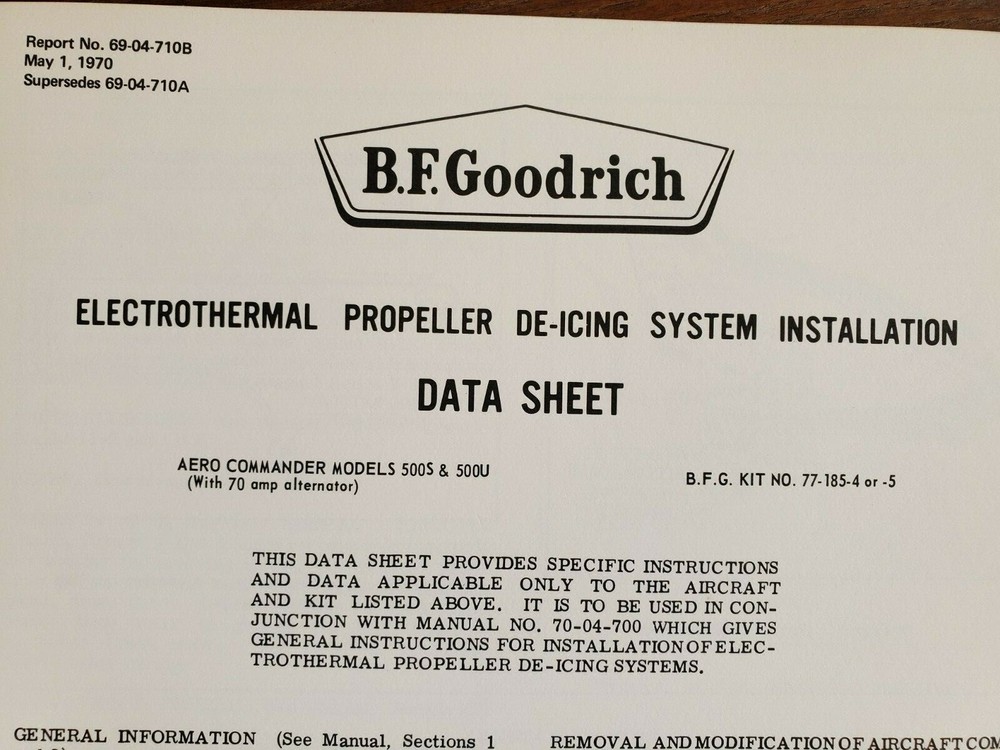 Report No. 69-04-710B
May 1, 1970
Supersedes 69-04-710A
B.F.Goodrich
ELECTROTHERMAL PROPELLER DE-ICING SYSTEM INSTALLATION
DATA SHEET
AERO COMMANDER MODELS 500S & 500U
(With 70 amp alternator)
B.F.G. KIT NO. 77-185-4 or -5
THIS DATA SHEET PROVIDES SPECIFIC INSTRUCTIONS
AND DATA APPLICABLE ONLY TO THE AIRCRAFT
AND KIT LISTED ABOVE. IT IS TO BE USED IN CON-
JUNCTION WITH MANUAL NO. 70-04-700 WHICH GIVES
GENERAL INSTRUCTIONS FOR INSTALLATION OF ELEC-
TROTHERMAL PROPELLER DE-ICING SYSTEMS.
GENERAL INFORMATION (See Manual, Sections 1
REMOVAL AND MODIFICATION OF AIRCRAFT COM